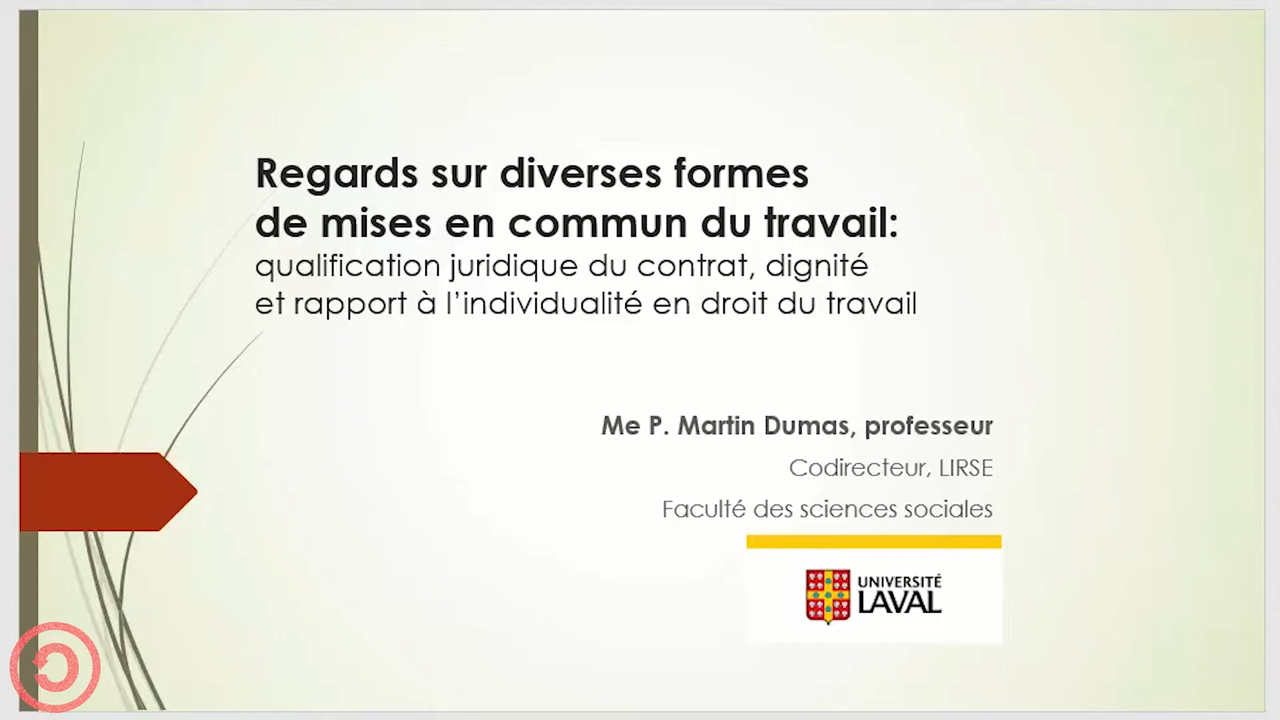 Regards sur diverses formes
de mises en commun du travail:
qualification juridique du contrat, dignité
et rapport à l’individualité en droit du travail
Me P. Martin Dumas, professeur
Codirecteur, LIRSE
Faculté des sciences sociales
UNIVERSITÉ
LAVAL